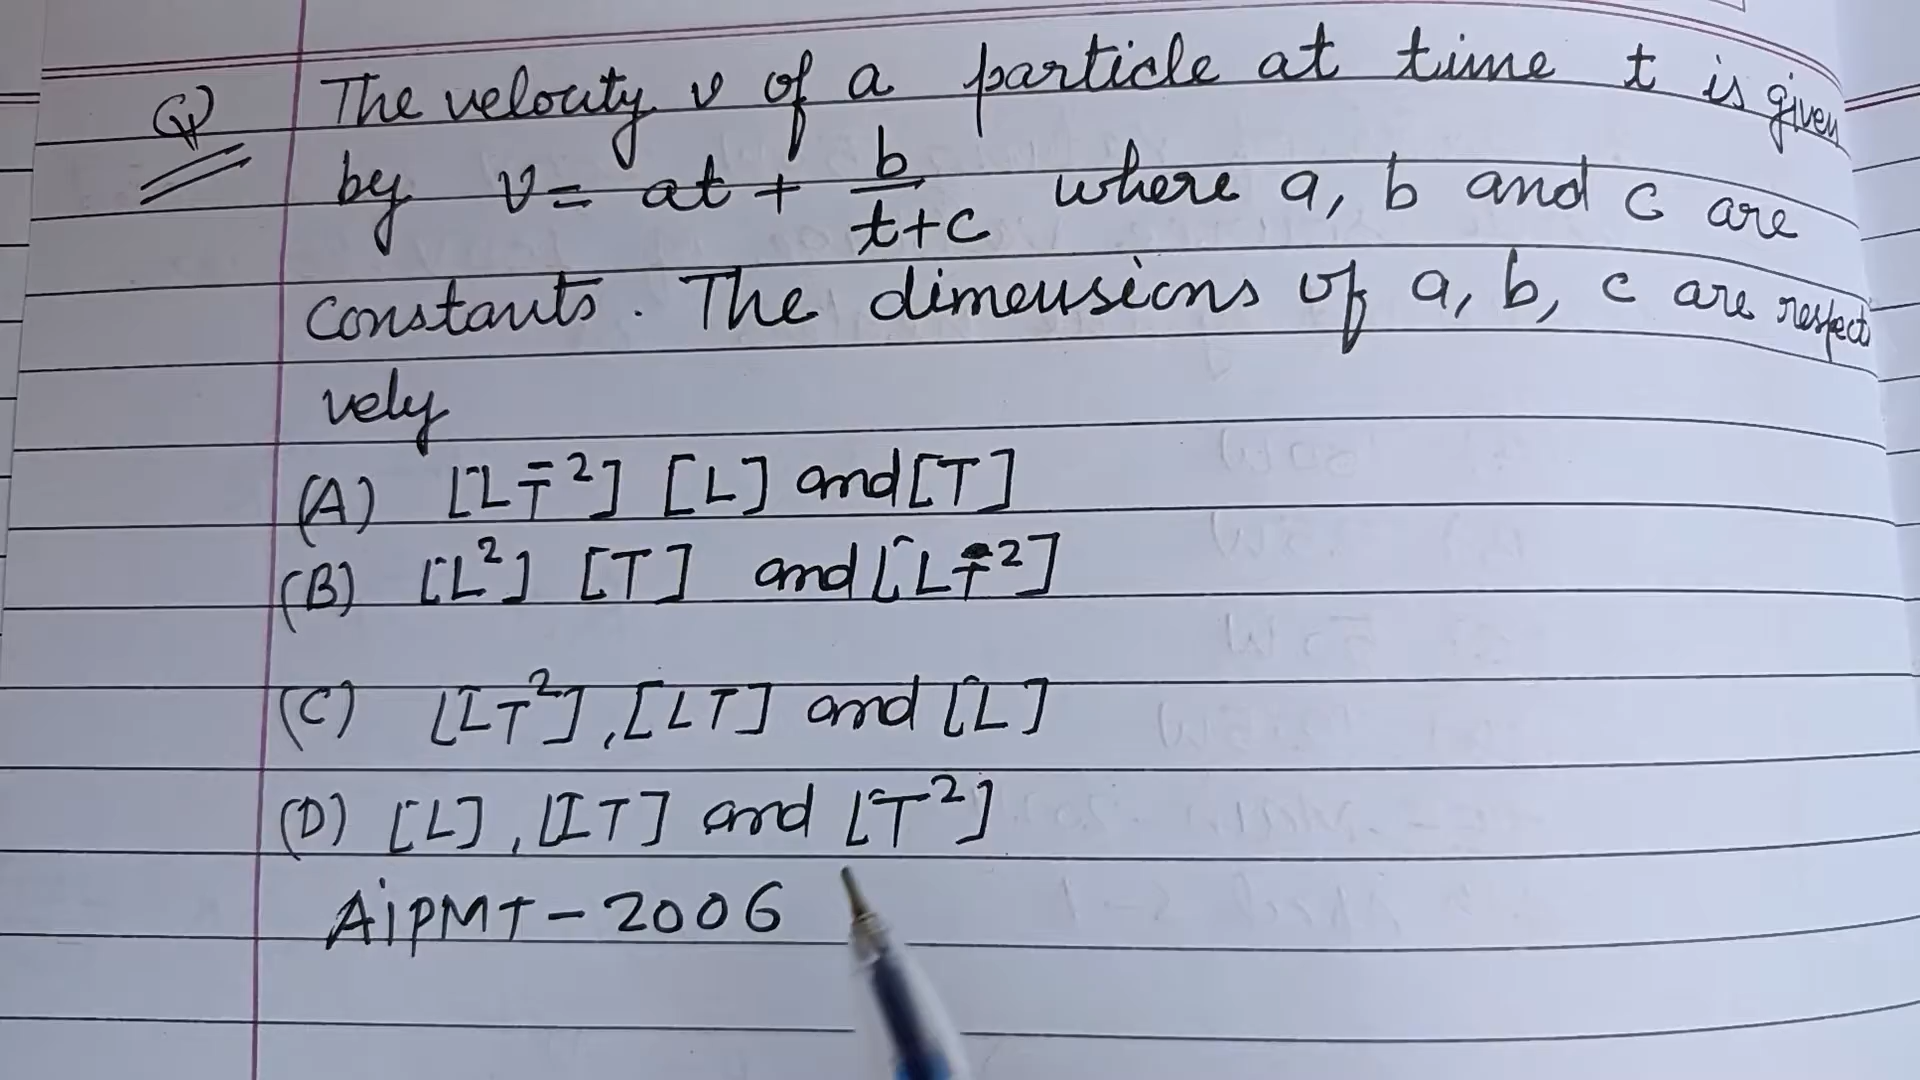 Q The velocity v of a particle at time t is given
by v = at + b/(t+c) where a, b and c are
constants. The dimensions of a, b, c are respect
vely
(A) [LT⁻²] [L] and [T]
(B) [L²] [T] and [LT⁻²]
(C) [LT²], [LT] and [L]
(D) [L], [LT] and [T²]
AipMT - 2006